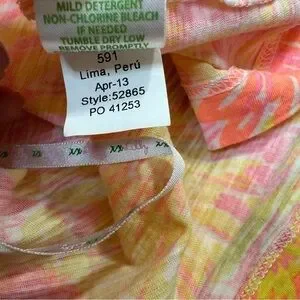 MILD DETERGENT
NON-CHLORINE BLEACH
IF NEEDED
TUMBLE DRY LOW
REMOVE PROMPTLY
591
Lima, Perú
Apr-13
Style:52865
PO 41253